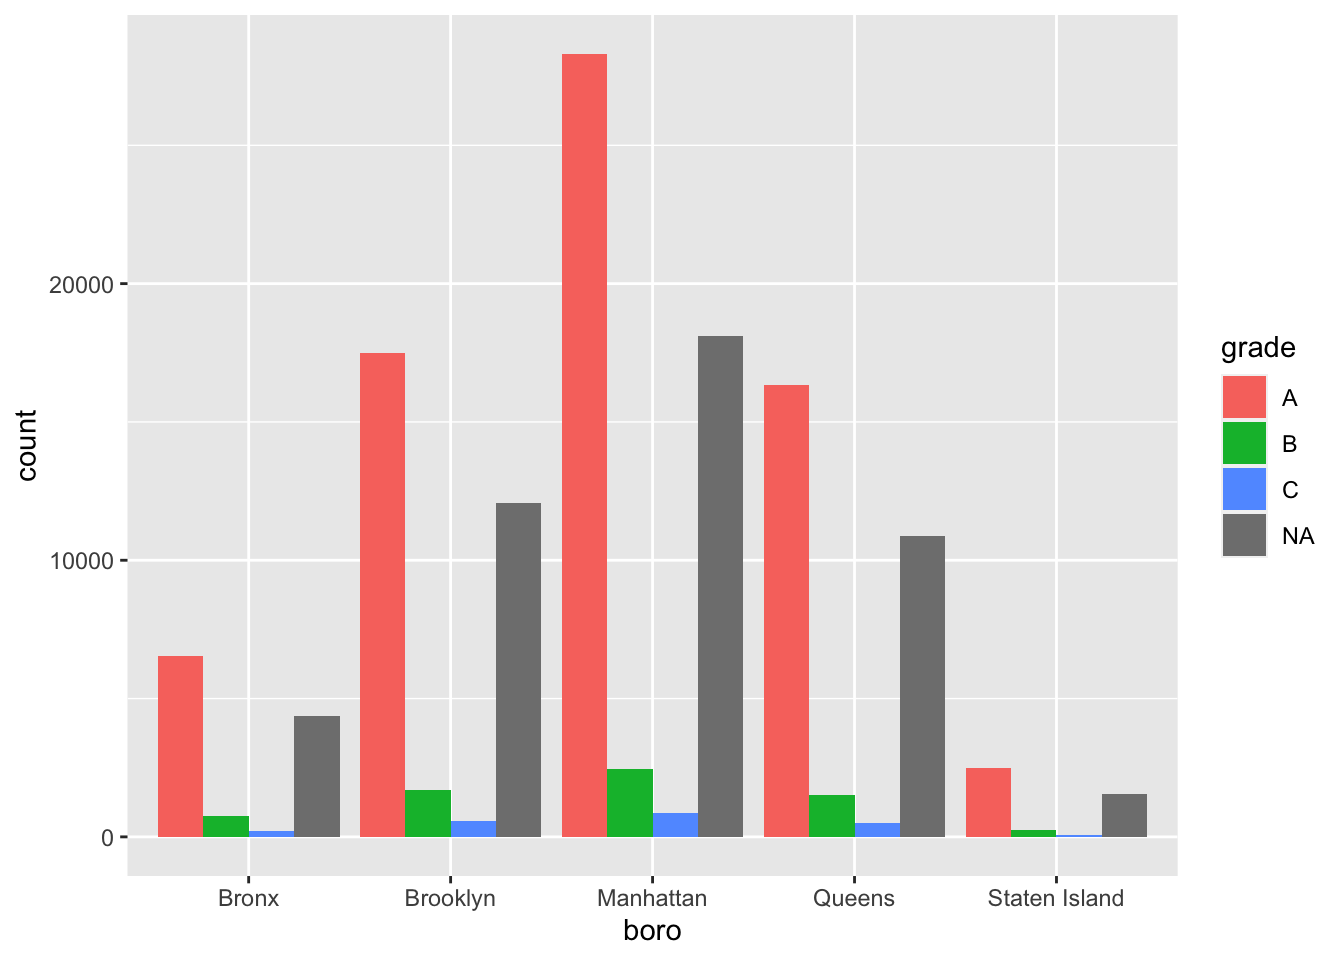 20000
10000
0
count
Bronx
Brooklyn
Manhattan
Queens
Staten Island
boro
grade
A
B
C
NA